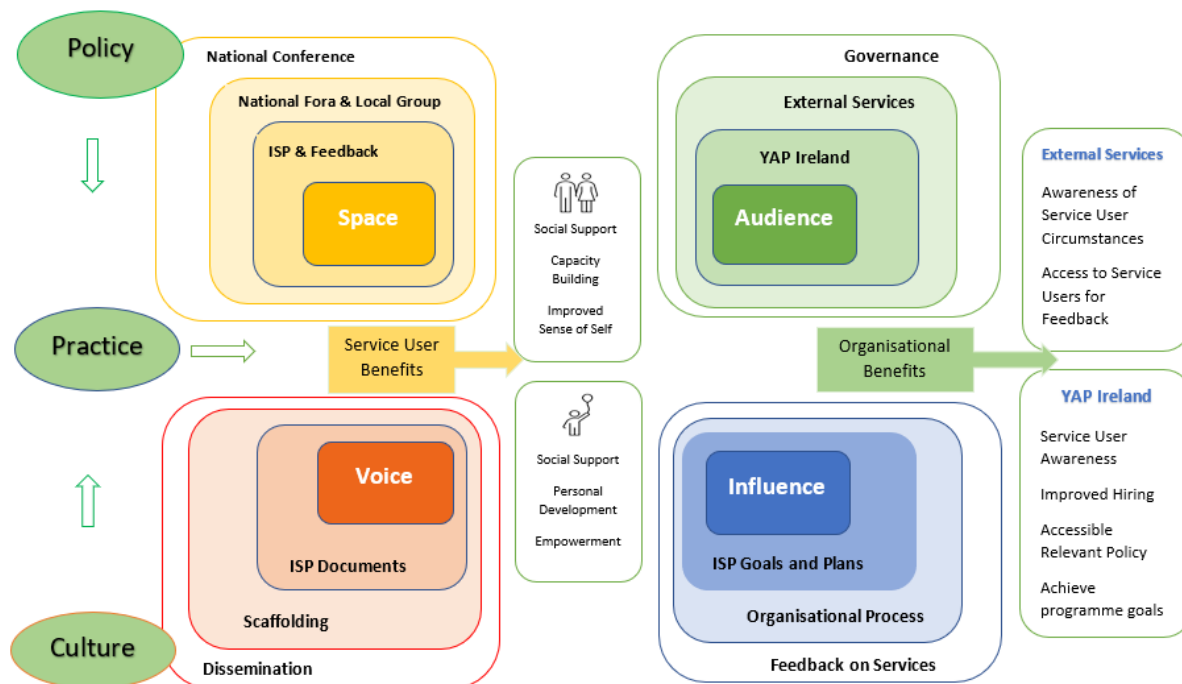 Policy
National Conference
National Fora & Local Group
ISP & Feedback
Space
Governance
External Services
YAP Ireland
Audience
Social Support
Capacity
Building
Improved
Sense of Self
External Services
Awareness of
Service User
Circumstances
Access to Service
Users for
Feedback
Practice
Service User
Benefits
Organisational
Benefits
Voice
ISP Documents
Scaffolding
Dissemination
Social Support
Personal
Development
Empowerment
Influence
ISP Goals and Plans
Organisational Process
Feedback on Services
YAP Ireland
Service User
Awareness
Improved Hiring
Accessible
Relevant Policy
Achieve
programme goals
Culture